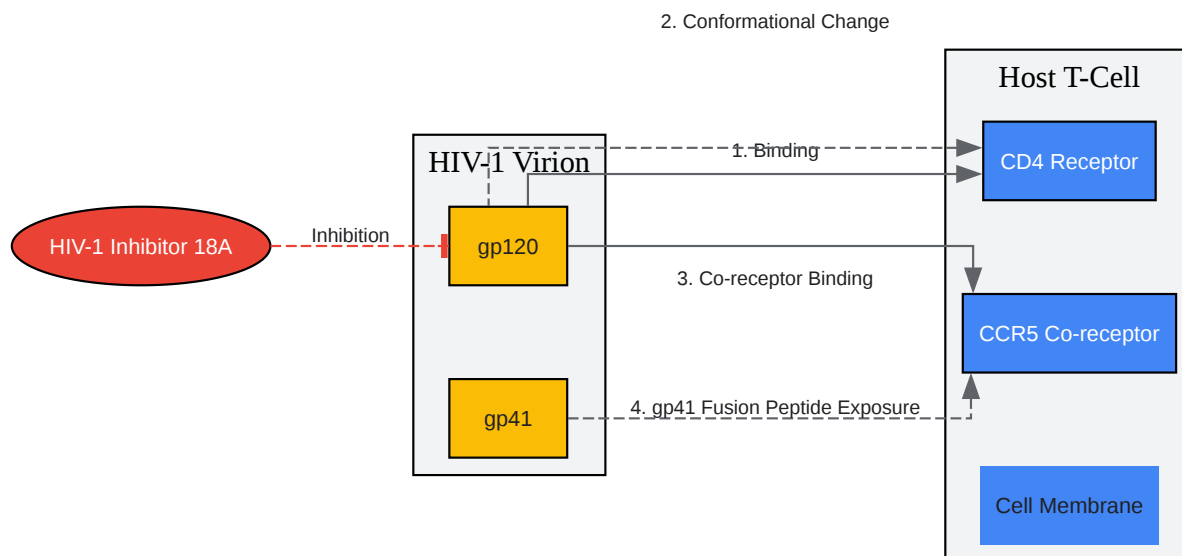 2. Conformational Change
Host T-Cell
HIV-1 Virion
1. Binding
CD4 Receptor
HIV-1 Inhibitor 18A
Inhibition
gp120
3. Co-receptor Binding
CCR5 Co-receptor
gp41
4. gp41 Fusion Peptide Exposure
Cell Membrane